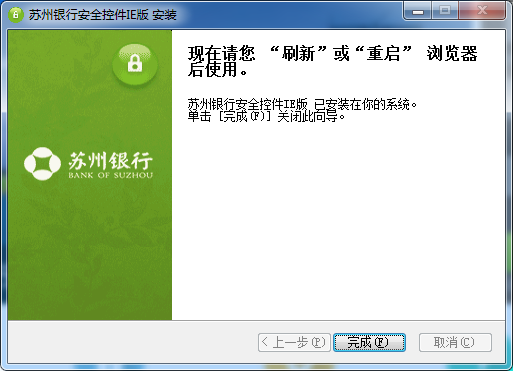 苏州银行安全控件IE版 安装
现在请您 “刷新”或“重启” 浏览器
后使用。
苏州银行安全控件IE版 已安装在你的系统。
单击 [完成(F)] 关闭此向导。
苏州银行
BANK OF SUZHOU
< 上一步(P)
完成(F)
取消(C)